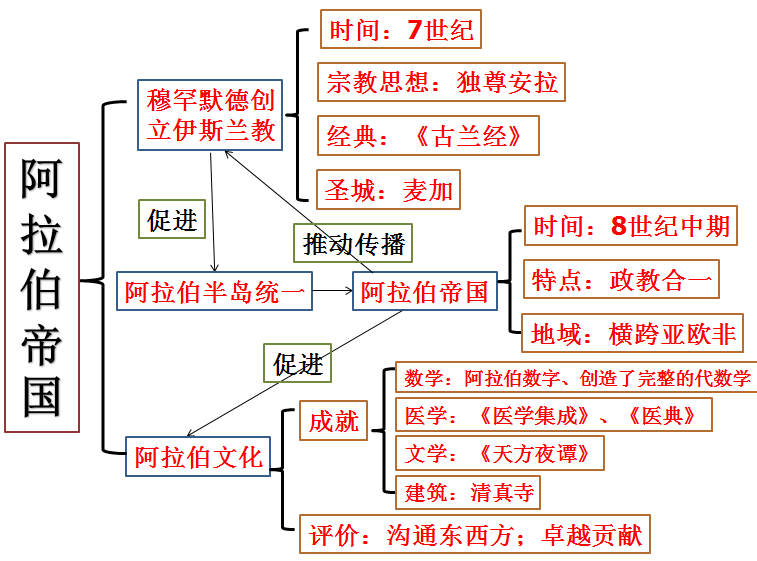 阿拉伯帝国
穆罕默德创
立伊斯兰教
时间：7世纪
宗教思想：独尊安拉
经典：《古兰经》
圣城：麦加
促进
推动传播
阿拉伯半岛统一
阿拉伯帝国
时间：8世纪中期
特点：政教合一
地域：横跨亚欧非
促进
阿拉伯文化
成就
数学：阿拉伯数字、创造了完整的代数学
医学：《医学集成》、《医典》
文学：《天方夜谭》
建筑：清真寺
评价：沟通东西方；卓越贡献